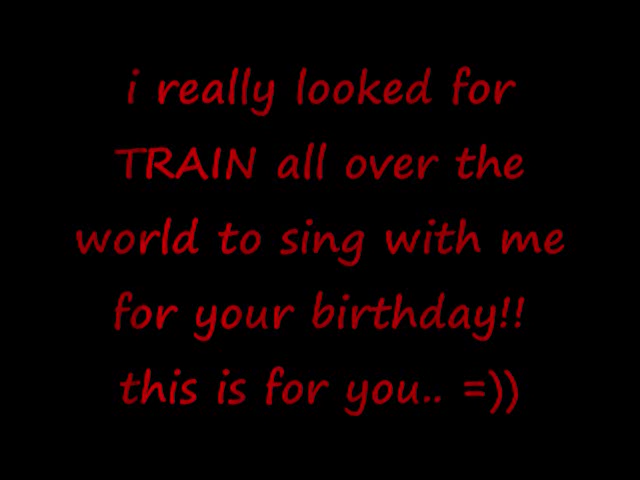 i really looked for
TRAIN all over the
world to sing with me
for your birthday!!
this is for you.. =))